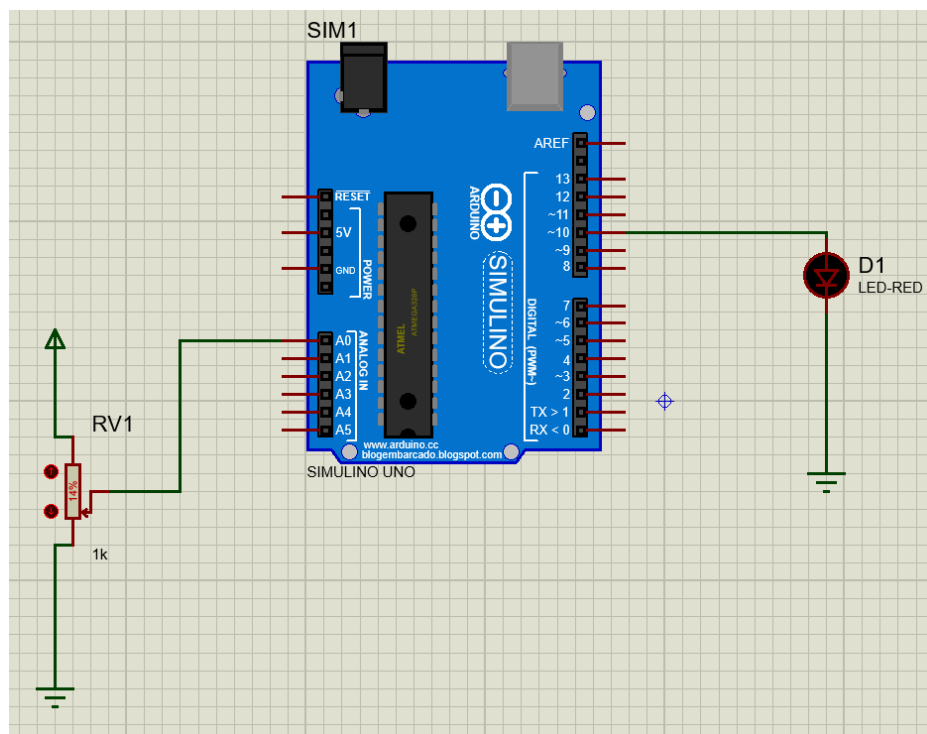 SIM1
AREF
13
12
~11
~10
~9
8
7
~6
~5
4
~3
2
TX > 1
RX < 0
DIGITAL (PWM~)
ARDUINO
SIMULINO
RESET
5V
GND
POWER
A0
A1
A2
A3
A4
A5
ANALOG IN
ATMEL
ATMEGA328P
www.arduino.cc
blogembarcado.blogspot.com
SIMULINO UNO
D1
LED-RED
RV1
14%
1k